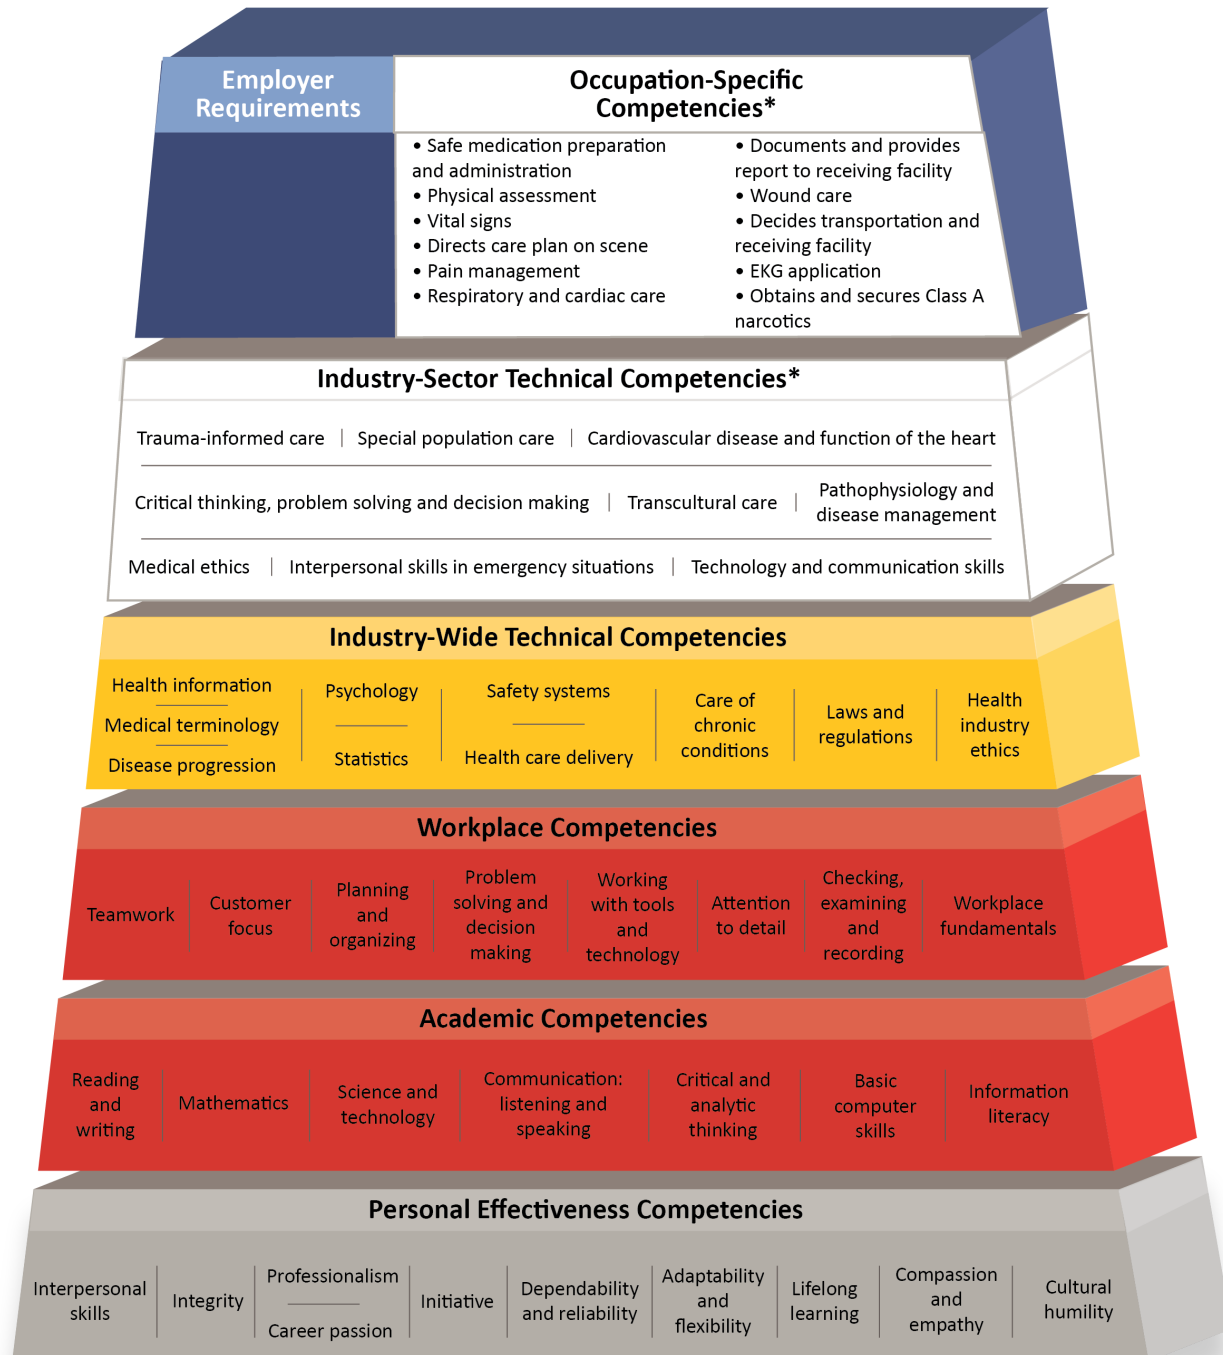 Employer
Requirements
Occupation-Specific
Competencies*
• Safe medication preparation
and administration
• Physical assessment
• Vital signs
• Directs care plan on scene
• Pain management
• Respiratory and cardiac care
• Documents and provides
report to receiving facility
• Wound care
• Decides transportation and
receiving facility
• EKG application
• Obtains and secures Class A
narcotics
Industry-Sector Technical Competencies*
Trauma-informed care
Special population care
Cardiovascular disease and function of the heart
Critical thinking, problem solving and decision making
Transcultural care
Pathophysiology and
disease management
Medical ethics
Interpersonal skills in emergency situations
Technology and communication skills
Industry-Wide Technical Competencies
Health information
Medical terminology
Disease progression
Psychology
Statistics
Safety systems
Health care delivery
Care of
chronic
conditions
Laws and
regulations
Health
industry
ethics
Workplace Competencies
Teamwork
Customer
focus
Planning
and
organizing
Problem
solving and
decision
making
Working
with tools
and
technology
Attention
to detail
Checking,
examining
and
recording
Workplace
fundamentals
Academic Competencies
Reading
and
writing
Mathematics
Science and
technology
Communication:
listening and
speaking
Critical and
analytic
thinking
Basic
computer
skills
Information
literacy
Personal Effectiveness Competencies
Interpersonal
skills
Integrity
Professionalism
Career passion
Initiative
Dependability
and reliability
Adaptability
and
flexibility
Lifelong
learning
Compassion
and
empathy
Cultural
humility